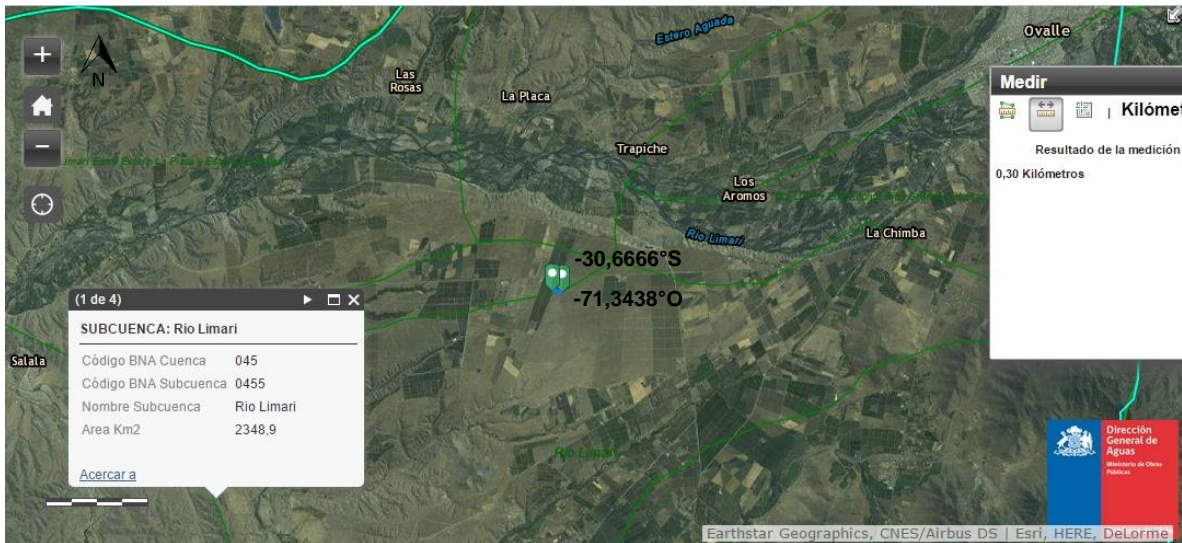 Estero Aguada
Ovalle
N
Las
Rosas
La Placa
Medir
| Kilómet
Resultado de la medición
0,30 Kilómetros
Trapiche
Los
Aromos
La Chimba
Rio Limarí
-30,6666°S
-71,3438°O
(1 de 4)
SUBCUENCA: Rio Limari
Código BNA Cuenca 045
Código BNA Subcuenca 0455
Nombre Subcuenca Rio Limari
Area Km2 2348,9
Acercar a
Salala
Rio Limari
Dirección
General de
Aguas
Ministerio de Obras
Públicas
Earthstar Geographics, CNES/Airbus DS | Esri, HERE, DeLorme